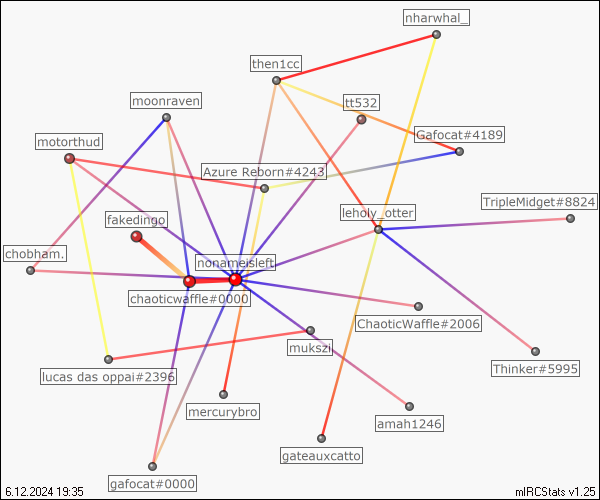 nharwhal_
then1cc
moonraven
tt532
motorthud
Gafocat#4189
Azure Reborn#4243
TripleMidget#8824
leholy_otter
fakedingo
chobham.
nonameisleft
chaoticwaffle#0000
ChaoticWaffle#2006
mukszi
Thinker#5995
lucas das oppai#2396
mercurybro
amah1246
gateauxcatto
gafocat#0000
6.12.2024 19:35
mIRCStats v1.25